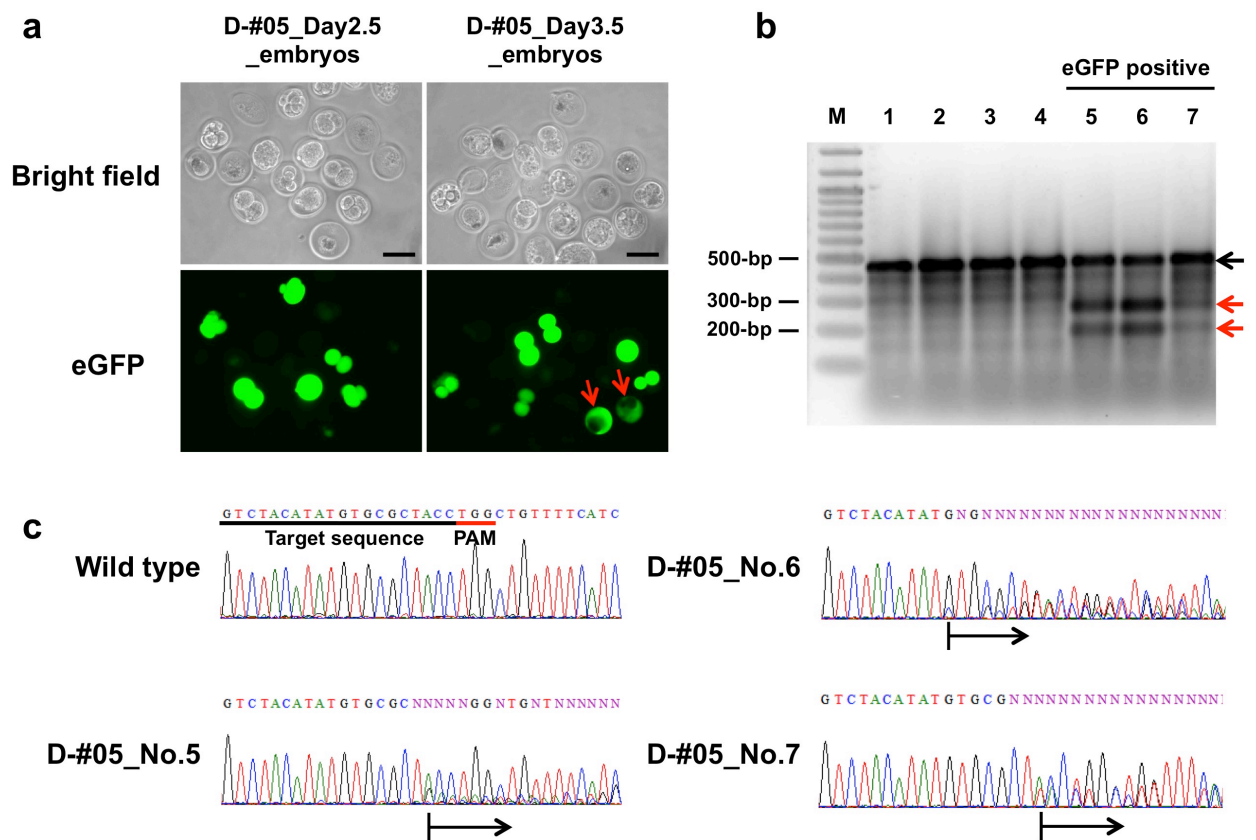 a
D-#05_Day2.5
_embryos
D-#05_Day3.5
_embryos
Bright field
eGFP
b
eGFP positive
M 1 2 3 4 5 6 7
500-bp
300-bp
200-bp
c
GTCTACATATGTGCGCTACCTGGCTGTTTTCATC
Target sequence PAM
Wild type
GTCTACATATGNGNNNNNNNNNNNNNNNNNNN
D-#05_No.6
GTCTACATATGTGCGCNNNNNGGNTGNTNNNNNN
D-#05_No.5
GTCTACATATGTGCGNNNNNNNNNNNNNNNNN
D-#05_No.7